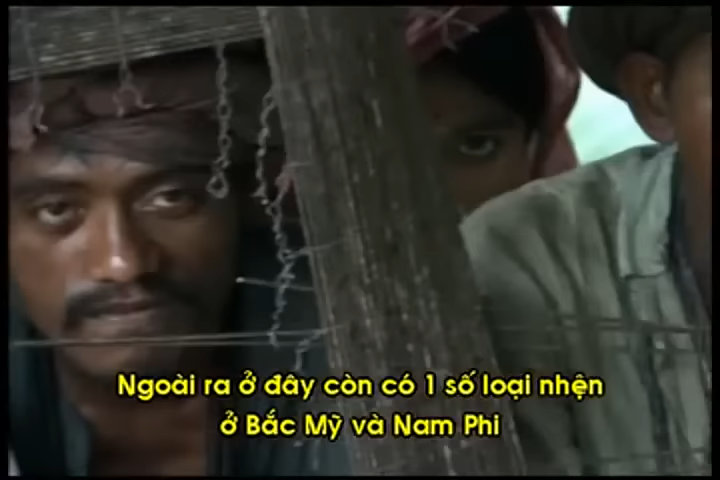 Ngoài ra ở đây còn có 1 số loại nhện
ở Bắc Mỹ và Nam Phi